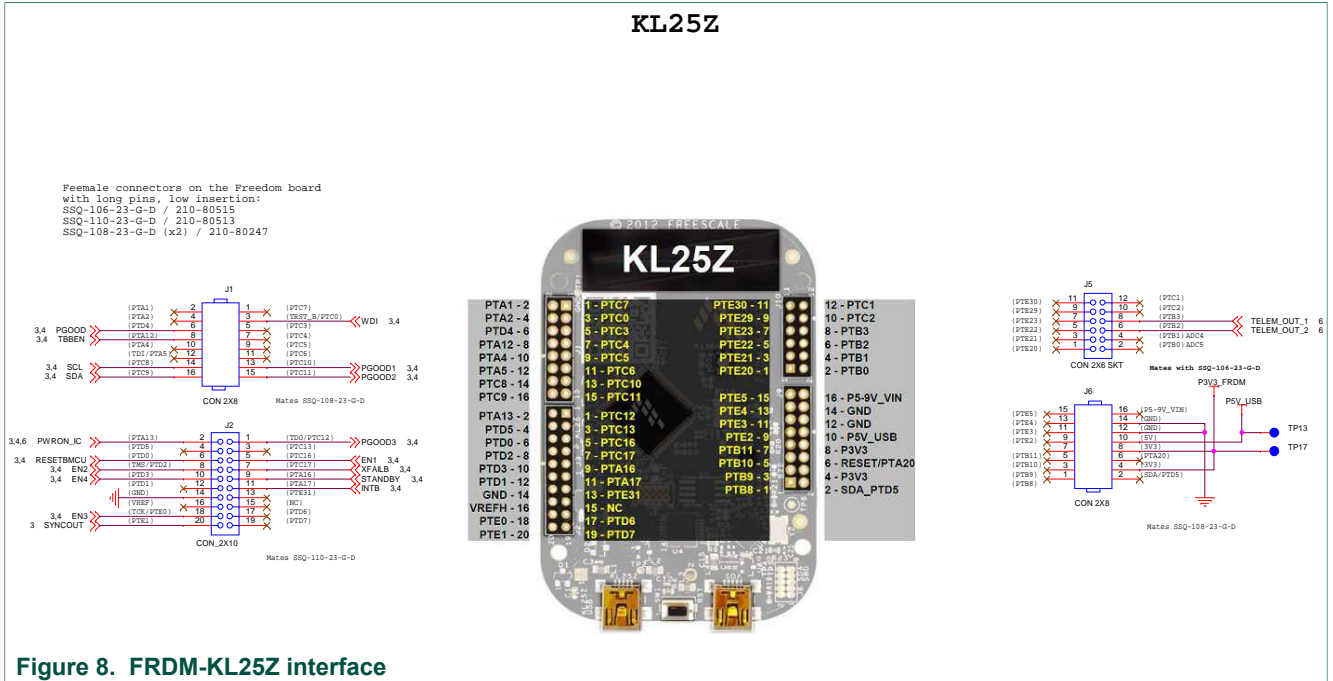 KL25Z
Feemale connectors on the Freedom board
with long pins, low insertion:
SSQ-106-23-G-D / 210-80515
SSQ-110-23-G-D / 210-80513
SSQ-108-23-G-D (x2) / 210-80247
J1
(PTA1) 2 1 (PTC7)
(PTA2) 4 3 (TRST_B/PTC0) WDI 3,4
3,4 PGOOD (PTD4) 6 5 (PTC3)
3,4 TBBEN (PTA12) 8 7 (PTC4)
(PTA4) 10 9 (PTC5)
(TDI/PTA5) 12 11 (PTC6)
3,4 SCL (PTC8) 14 13 (PTC10) PGOOD1 3,4
3,4 SDA (PTC9) 16 15 (PTC11) PGOOD2 3,4
CON 2X8
Mates SSQ-108-23-G-D
J2
3,4,6 PWRON_IC (PTA13) 2 1 (TDO/PTC12) PGOOD3 3,4
(PTD5) 4 3 (PTC13)
3,4 RESETBMCU (PTD0) 6 5 (PTC16) EN1 3,4
3,4 EN2 (TMS/PTD2) 8 7 (PTC17) XFAILB 3,4
3,4 EN4 (PTD3) 10 9 (PTA16) STANDBY 3,4
(PTD1) 12 11 (PTA17) INTB 3,4
(GND) 14 13 (PTE31)
(VREF) 16 15 (NC)
3,4 EN3 (TCK/PTE0) 18 17 (PTD6)
3 SYNCOUT (PTE1) 20 19 (PTD7)
CON_2X10
Mates SSQ-110-23-G-D
© 2012 FREESCALE
KL25Z
PTA1 - 2 1 - PTC7
PTA2 - 4 3 - PTC0
PTD4 - 6 5 - PTC3
PTA12 - 8 7 - PTC4
PTA4 - 10 9 - PTC5
PTA5 - 12 11 - PTC6
PTC8 - 14 13 - PTC10
PTC9 - 16 15 - PTC11
PTA13 - 2 1 - PTC12
PTD5 - 4 3 - PTC13
PTD0 - 6 5 - PTC16
PTD2 - 8 7 - PTC17
PTD3 - 10 9 - PTA16
PTD1 - 12 11 - PTA17
GND - 14 13 - PTE31
VREFH - 16 15 - NC
PTE0 - 18 17 - PTD6
PTE1 - 20 19 - PTD7
PTE30 - 11 12 - PTC1
PTE29 - 9 10 - PTC2
PTE23 - 7 8 - PTB3
PTE22 - 5 6 - PTB2
PTE21 - 3 4 - PTB1
PTE20 - 1 2 - PTB0
PTE5 - 15 16 - P5-9V_VIN
PTE4 - 13 14 - GND
PTE3 - 11 12 - GND
PTE2 - 9 10 - P5V_USB
PTB11 - 7 8 - P3V3
PTB10 - 5 6 - RESET/PTA20
PTB9 - 3 4 - P3V3
PTB8 - 1 2 - SDA_PTD5
J5
(PTE30) 11 12 (PTC1)
(PTE29) 9 10 (PTC2)
(PTE23) 7 8 (PTB3) TELEM_OUT_1 6
(PTE22) 5 6 (PTB2) TELEM_OUT_2 6
(PTE21) 3 4 (PTB1) ADC4
(PTE20) 1 2 (PTB0) ADC5
CON 2X6 SKT
Mates with SSQ-106-23-G-D
J6
P3V3_FRDM
P5V_USB
(PTE5) 15 16 (P5-9V_VIN)
(PTE4) 13 14 (GND)
(PTE3) 11 12 (GND)
(PTE2) 9 10 (5V)
(PTB11) 7 8 (3V3)
(PTB10) 5 6 (PTA20)
(PTB9) 3 4 (3V3)
(PTB8) 1 2 (SDA/PTD5)
TP13
TP17
CON 2X8
Mates SSQ-108-23-G-D
Figure 8. FRDM-KL25Z interface